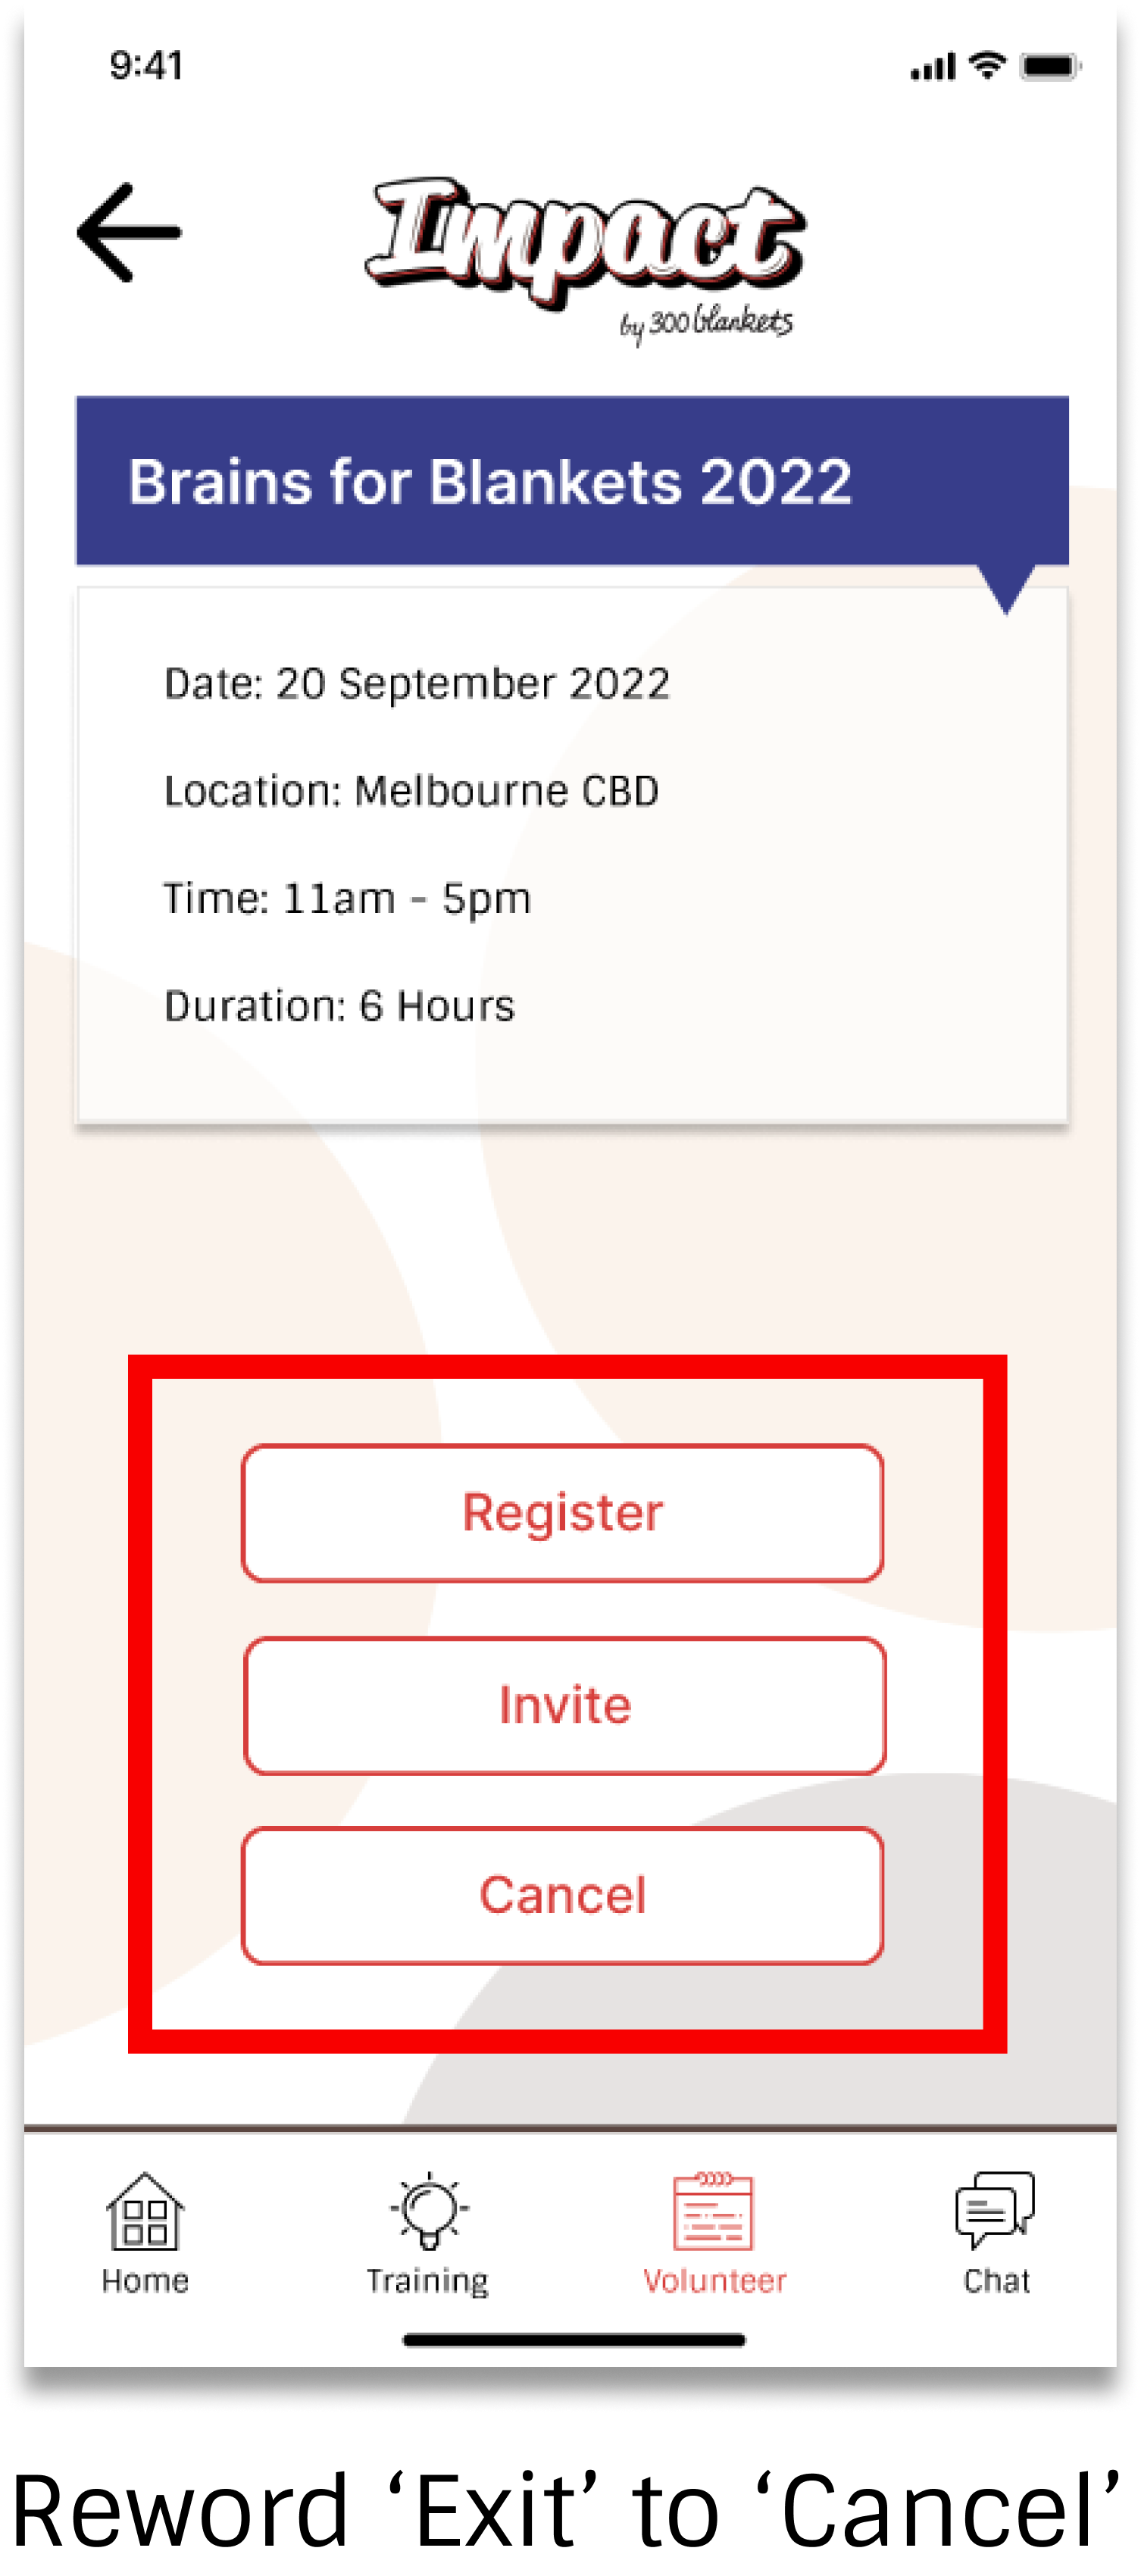 9:41
Impact
by 300 blankets
Brains for Blankets 2022
Date: 20 September 2022
Location: Melbourne CBD
Time: 11am - 5pm
Duration: 6 Hours
Register
Invite
Cancel
Home Training Volunteer Chat
Reword ‘Exit’ to ‘Cancel’